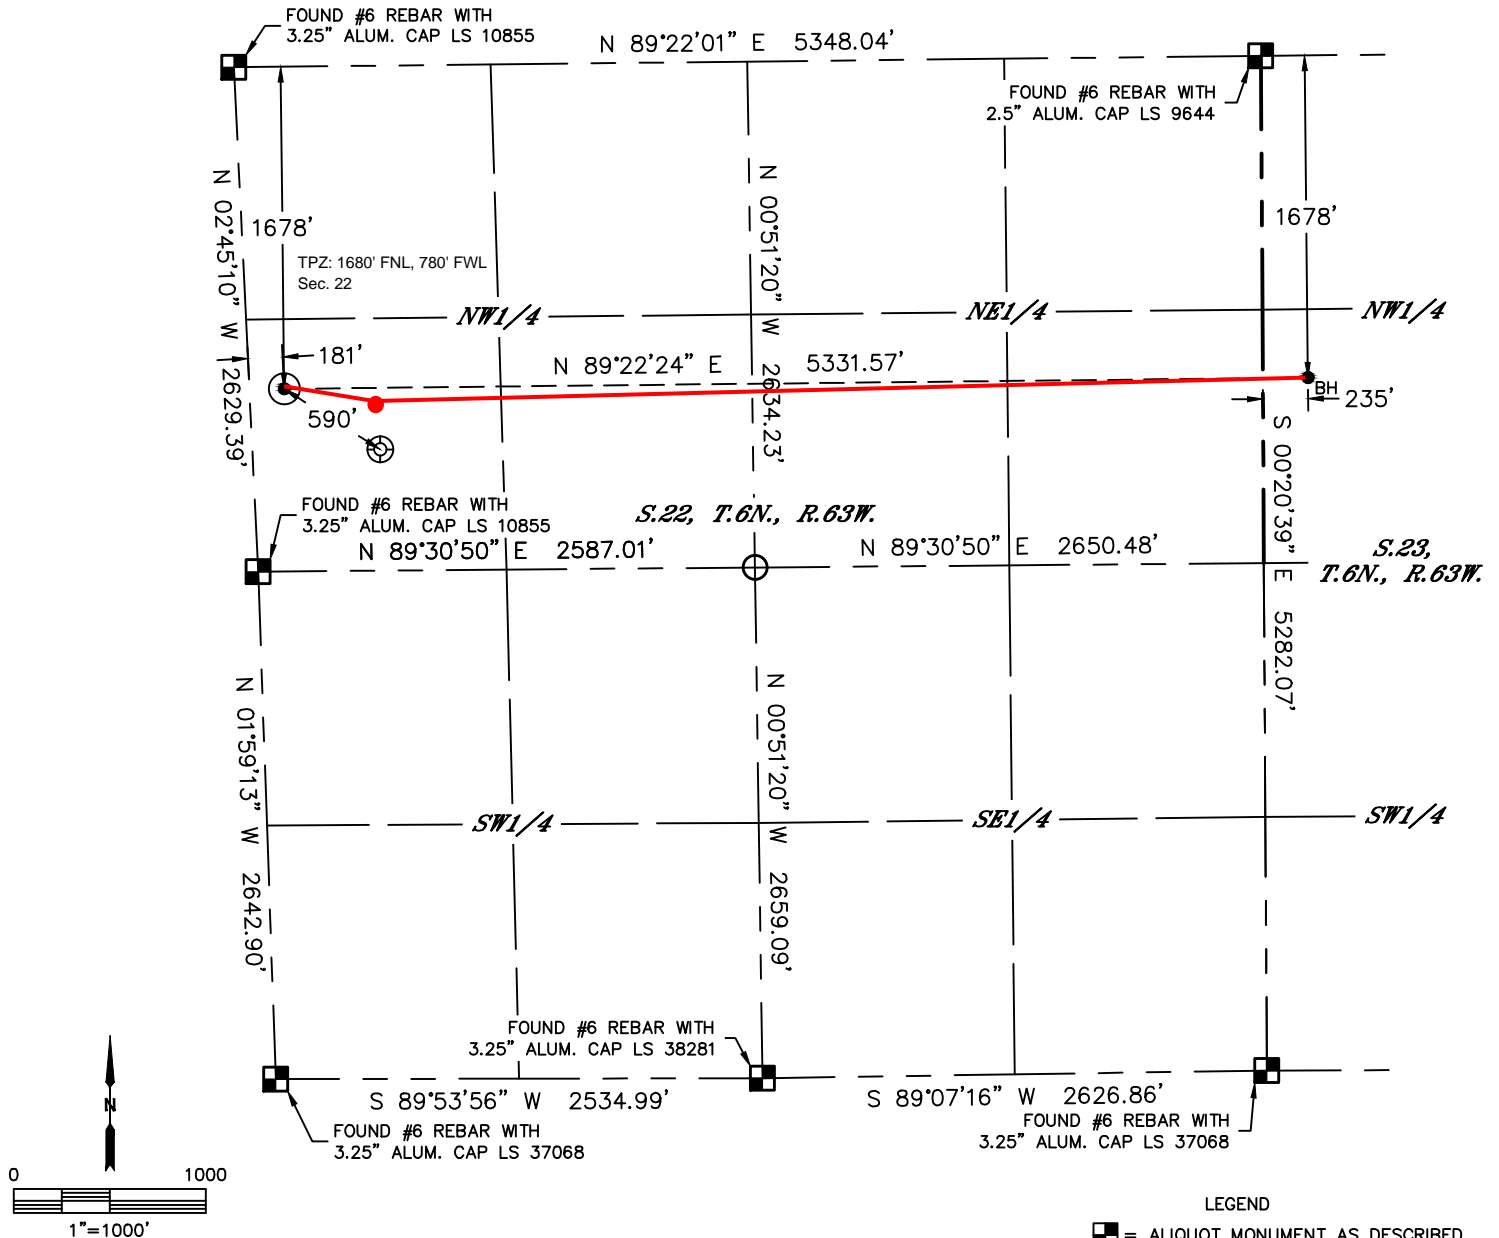 FOUND #6 REBAR WITH
3.25" ALUM. CAP LS 10855
N 89°22'01" E 5348.04'
FOUND #6 REBAR WITH
2.5" ALUM. CAP LS 9644
N 02°45'10" W 2629.39'
1678'
N 00°51'20" W 2634.23'
1678'
TPZ: 1680' FNL, 780' FWL
Sec. 22
NW1/4
NE1/4
NW1/4
181'
N 89°22'24" E 5331.57'
BH
235'
590'
S 00°20'39" E 5282.07'
FOUND #6 REBAR WITH
3.25" ALUM. CAP LS 10855
S.22, T.6N., R.63W.
N 89°30'50" E 2587.01'
N 89°30'50" E 2650.48'
S.23,
T.6N., R.63W.
N 01°59'13" W 2642.90'
N 00°51'20" W 2659.09'
SW1/4
SE1/4
SW1/4
FOUND #6 REBAR WITH
3.25" ALUM. CAP LS 38281
S 89°53'56" W 2534.99'
S 89°07'16" W 2626.86'
FOUND #6 REBAR WITH
3.25" ALUM. CAP LS 37068
FOUND #6 REBAR WITH
3.25" ALUM. CAP LS 37068
N
0 1000
1"=1000'
LEGEND
= ALIQUOT MONUMENT AS DESCRIBED